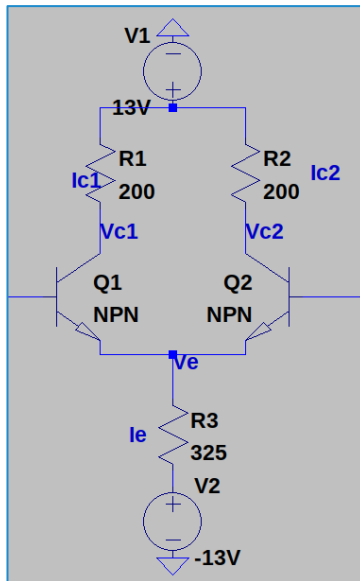 V1
13V
R1
200
Ic1
R2
200
Ic2
Vc1
Vc2
Q1
NPN
Q2
NPN
Ve
R3
325
Ie
V2
-13V